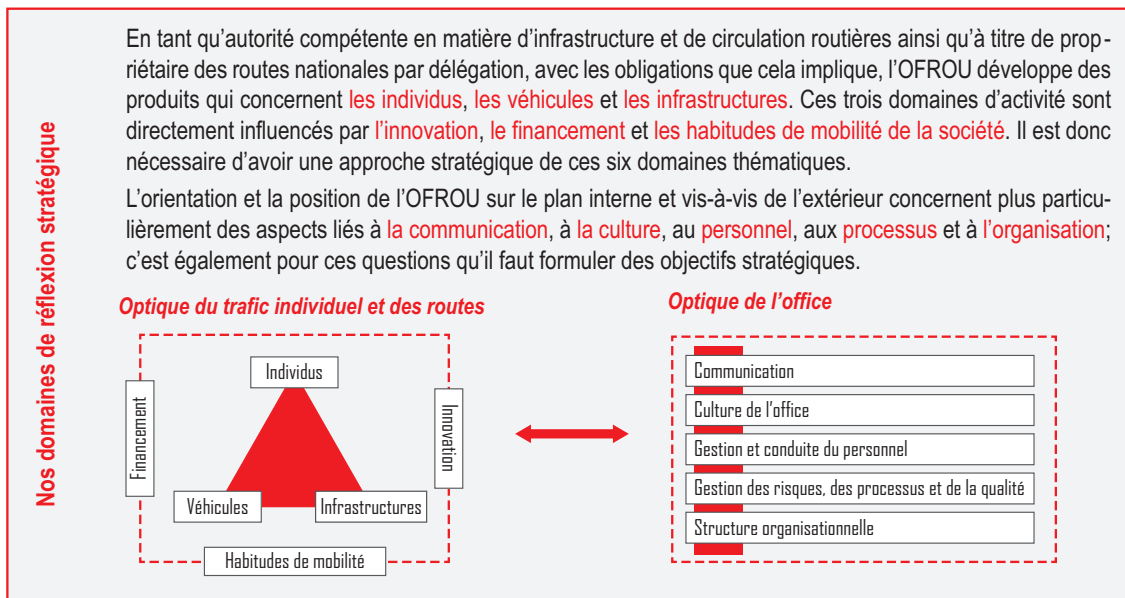 Nos domaines de réflexion stratégique
En tant qu'autorité compétente en matière d'infrastructure et de circulation routières ainsi qu'à titre de prop-
riétaire des routes nationales par délégation, avec les obligations que cela implique, l'OFROU développe des
produits qui concernent les individus, les véhicules et les infrastructures. Ces trois domaines d'activité sont
directement influencés par l'innovation, le financement et les habitudes de mobilité de la société. Il est donc
nécessaire d'avoir une approche stratégique de ces six domaines thématiques.
L'orientation et la position de l'OFROU sur le plan interne et vis-à-vis de l'extérieur concernent plus particu-
lièrement des aspects liés à la communication, à la culture, au personnel, aux processus et à l'organisation;
c'est également pour ces questions qu'il faut formuler des objectifs stratégiques.
Optique du trafic individuel et des routes
Individus
Financement
Innovation
Véhicules
Infrastructures
Habitudes de mobilité
Optique de l'office
Communication
Culture de l'office
Gestion et conduite du personnel
Gestion des risques, des processus et de la qualité
Structure organisationnelle